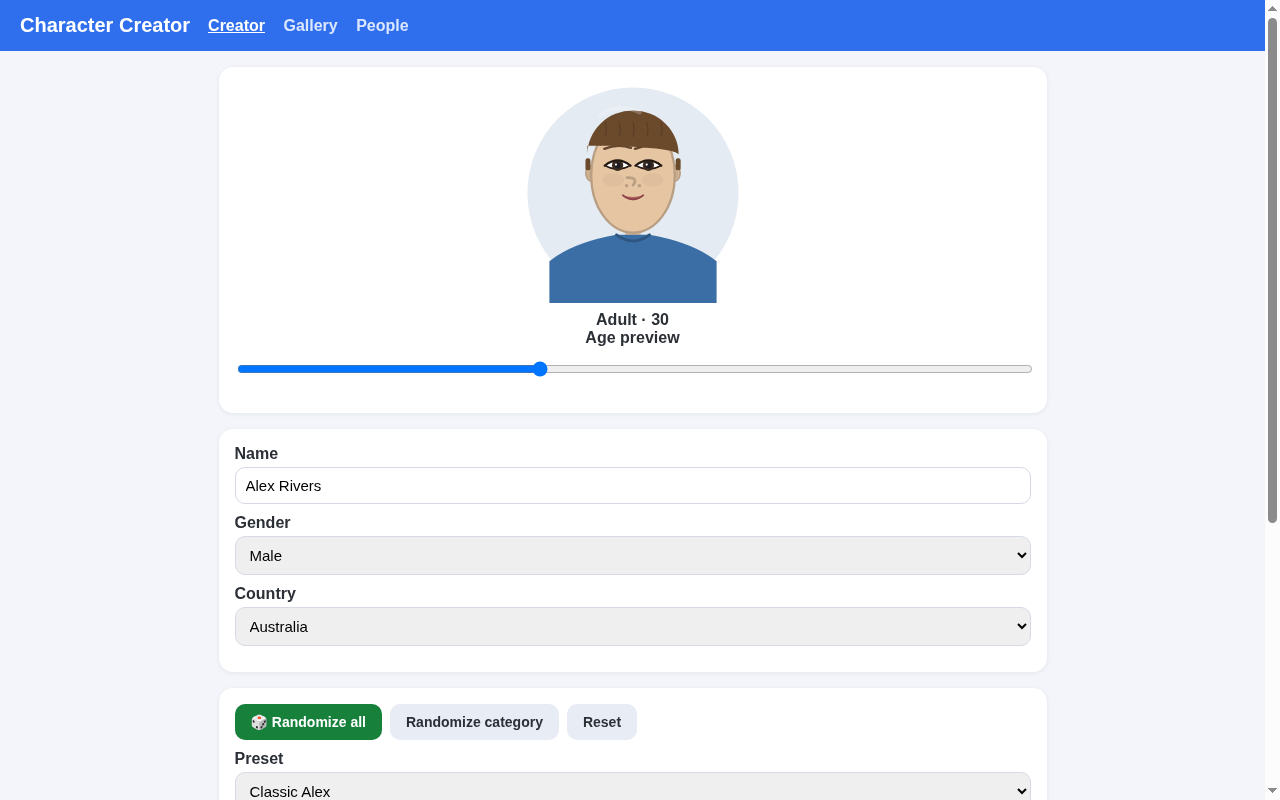 Character Creator Creator Gallery People
Adult · 30
Age preview
Name
Alex Rivers
Gender
Male
Country
Australia
🎲 Randomize all Randomize category Reset
Preset
Classic Alex